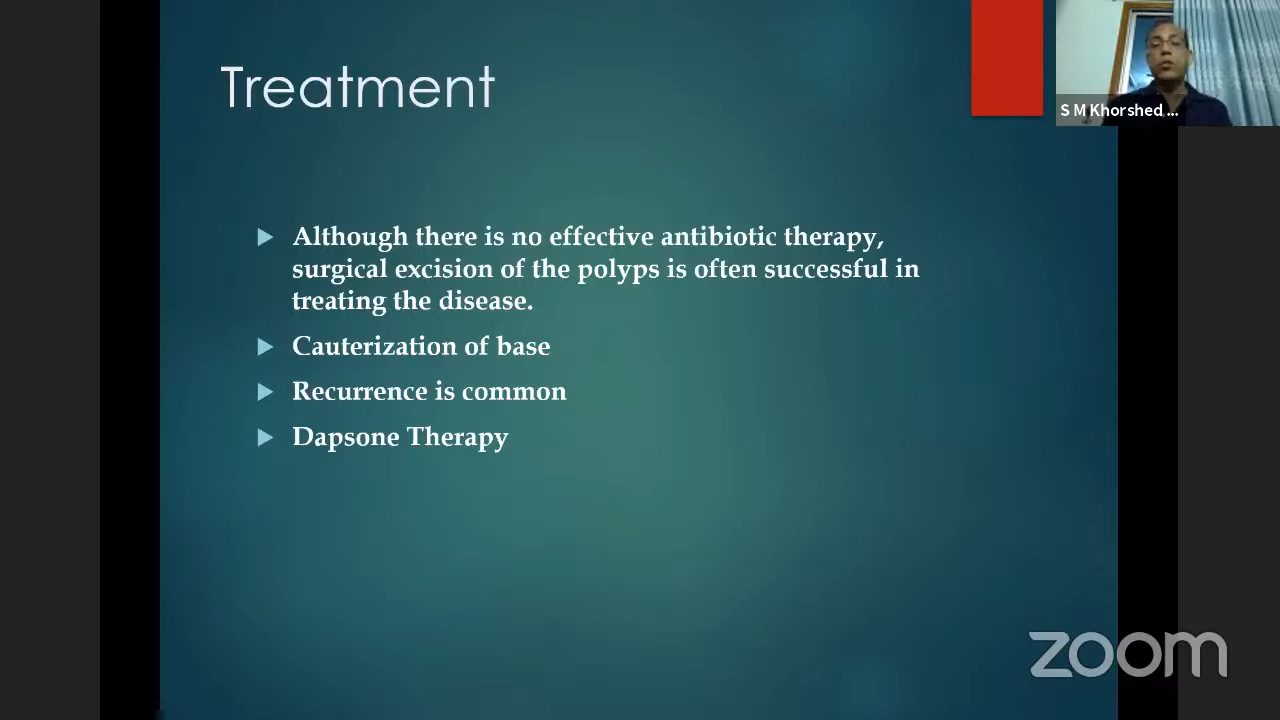 Treatment
S M Khorshed ...
Although there is no effective antibiotic therapy,
surgical excision of the polyps is often successful in
treating the disease.
Cauterization of base
Recurrence is common
Dapsone Therapy
zoom